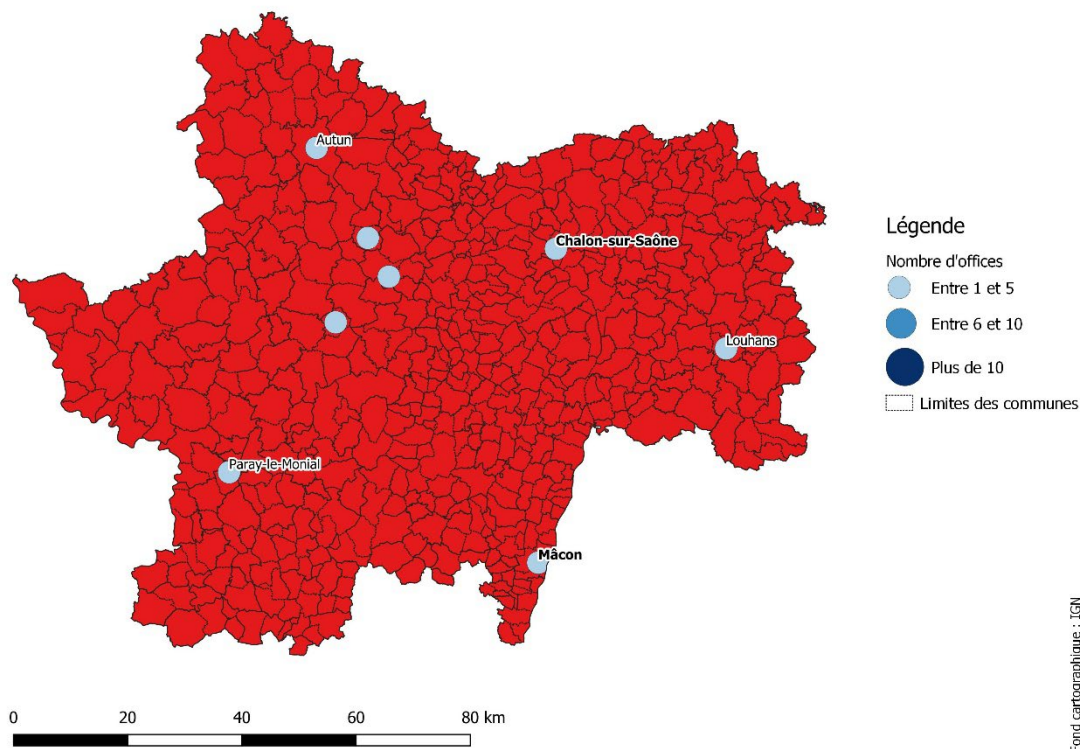 Autun
Chalon-sur-Saône
Louhans
Paray-le-Monial
Mâcon
Légende
Nombre d'offices
Entre 1 et 5
Entre 6 et 10
Plus de 10
Limites des communes
0 20 40 60 80 km
Fond cartographique : IGN